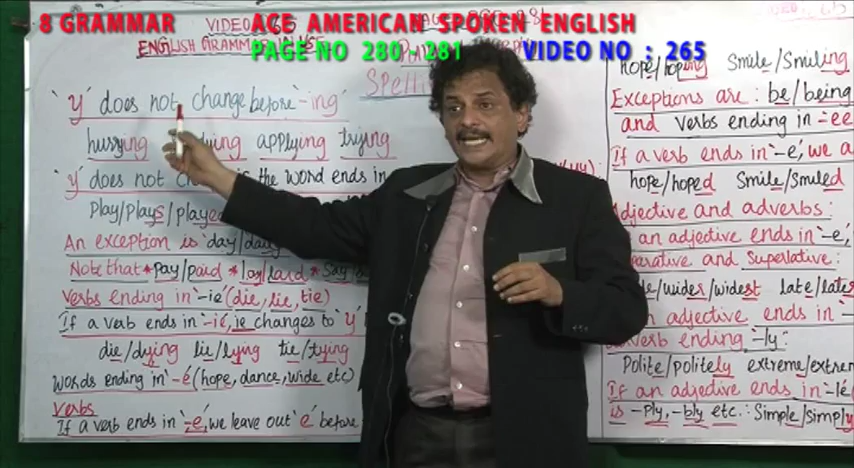 8 GRAMMAR
ACE AMERICAN SPOKEN ENGLISH
PAGE NO 280 - 281
VIDEO NO : 265
ENGLISH GRAMMAR IN USE
Spelli
'y' does not change before '-ing'
hurrying applying trying
'y' does not is the word ends in
Play/Plays/played
An exception is day/daily
Note that *pay/paid *lay/laid *Say
Verbs ending in '-ie' (die, lie, tie)
If a verb ends in '-ie', ie changes to 'y'
die/dying lie/lying tie/tying
Words ending in '-e' (hope, dance, wide etc)
Verbs
If a verb ends in '-e', we leave out 'e' before
hope/hoping Smile/Smiling
Exceptions are: be/being
and verbs ending in -ee
If a verb ends in '-e', we a
hope/hoped Smile/Smiled
Adjective and adverbs:
an adjective ends in '-e',
and Superlative:
wider/widest late/later
an adjective ends in
adverb ending -ly:
Polite/politely extreme/extrem
If an adjective ends in -le
is -ply, -bly etc.: Simple/simply